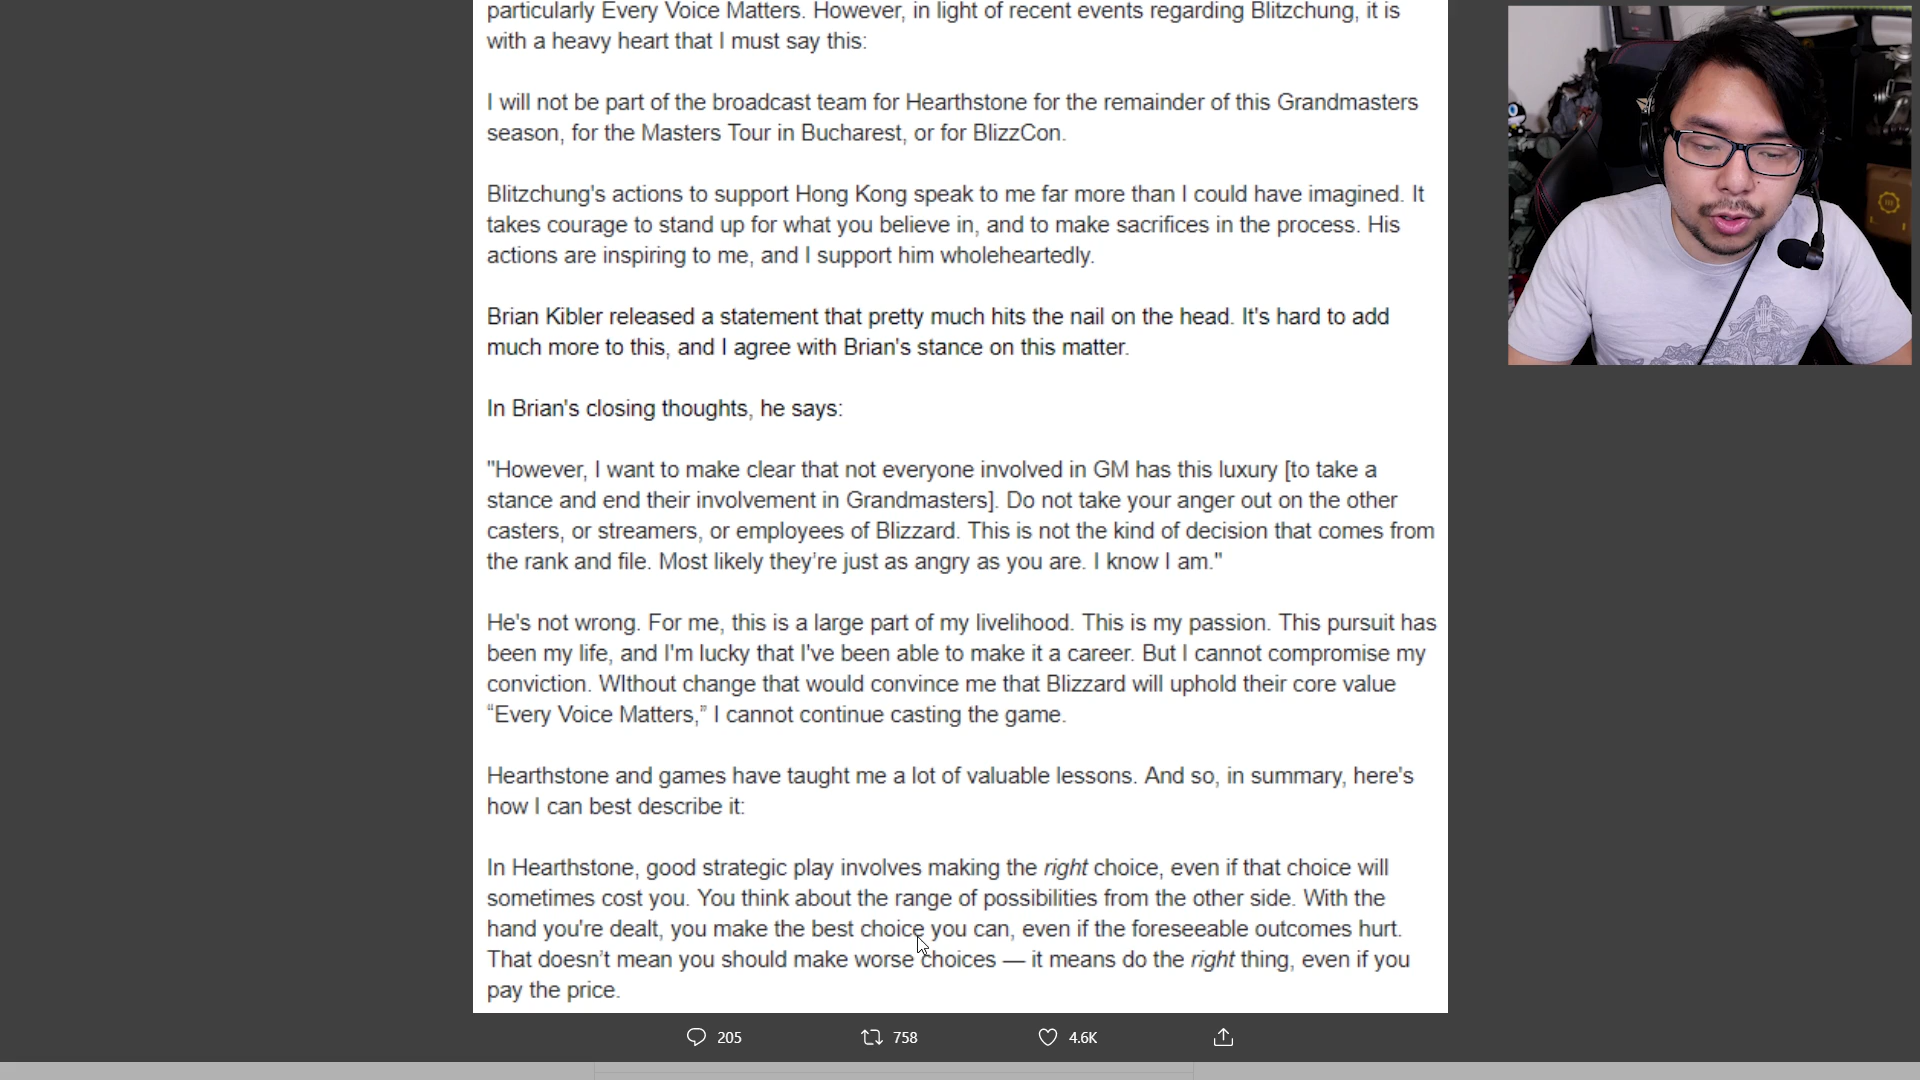 particularly Every Voice Matters. However, in light of recent events regarding Blitzchung, it is
with a heavy heart that I must say this:
I will not be part of the broadcast team for Hearthstone for the remainder of this Grandmasters
season, for the Masters Tour in Bucharest, or for BlizzCon.
Blitzchung's actions to support Hong Kong speak to me far more than I could have imagined. It
takes courage to stand up for what you believe in, and to make sacrifices in the process. His
actions are inspiring to me, and I support him wholeheartedly.
Brian Kibler released a statement that pretty much hits the nail on the head. It's hard to add
much more to this, and I agree with Brian's stance on this matter.
In Brian's closing thoughts, he says:
"However, I want to make clear that not everyone involved in GM has this luxury [to take a
stance and end their involvement in Grandmasters]. Do not take your anger out on the other
casters, or streamers, or employees of Blizzard. This is not the kind of decision that comes from
the rank and file. Most likely they're just as angry as you are. I know I am."
He's not wrong. For me, this is a large part of my livelihood. This is my passion. This pursuit has
been my life, and I'm lucky that I've been able to make it a career. But I cannot compromise my
conviction. WIthout change that would convince me that Blizzard will uphold their core value
“Every Voice Matters,” I cannot continue casting the game.
Hearthstone and games have taught me a lot of valuable lessons. And so, in summary, here's
how I can best describe it:
In Hearthstone, good strategic play involves making the right choice, even if that choice will
sometimes cost you. You think about the range of possibilities from the other side. With the
hand you're dealt, you make the best choice you can, even if the foreseeable outcomes hurt.
That doesn’t mean you should make worse choices — it means do the right thing, even if you
pay the price.
205 758 4.6K